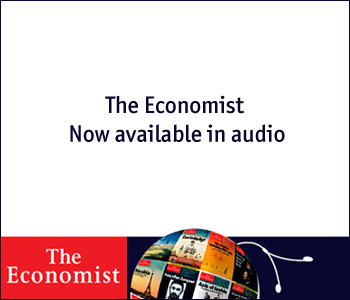 The Economist
Now available in audio
The
Economist